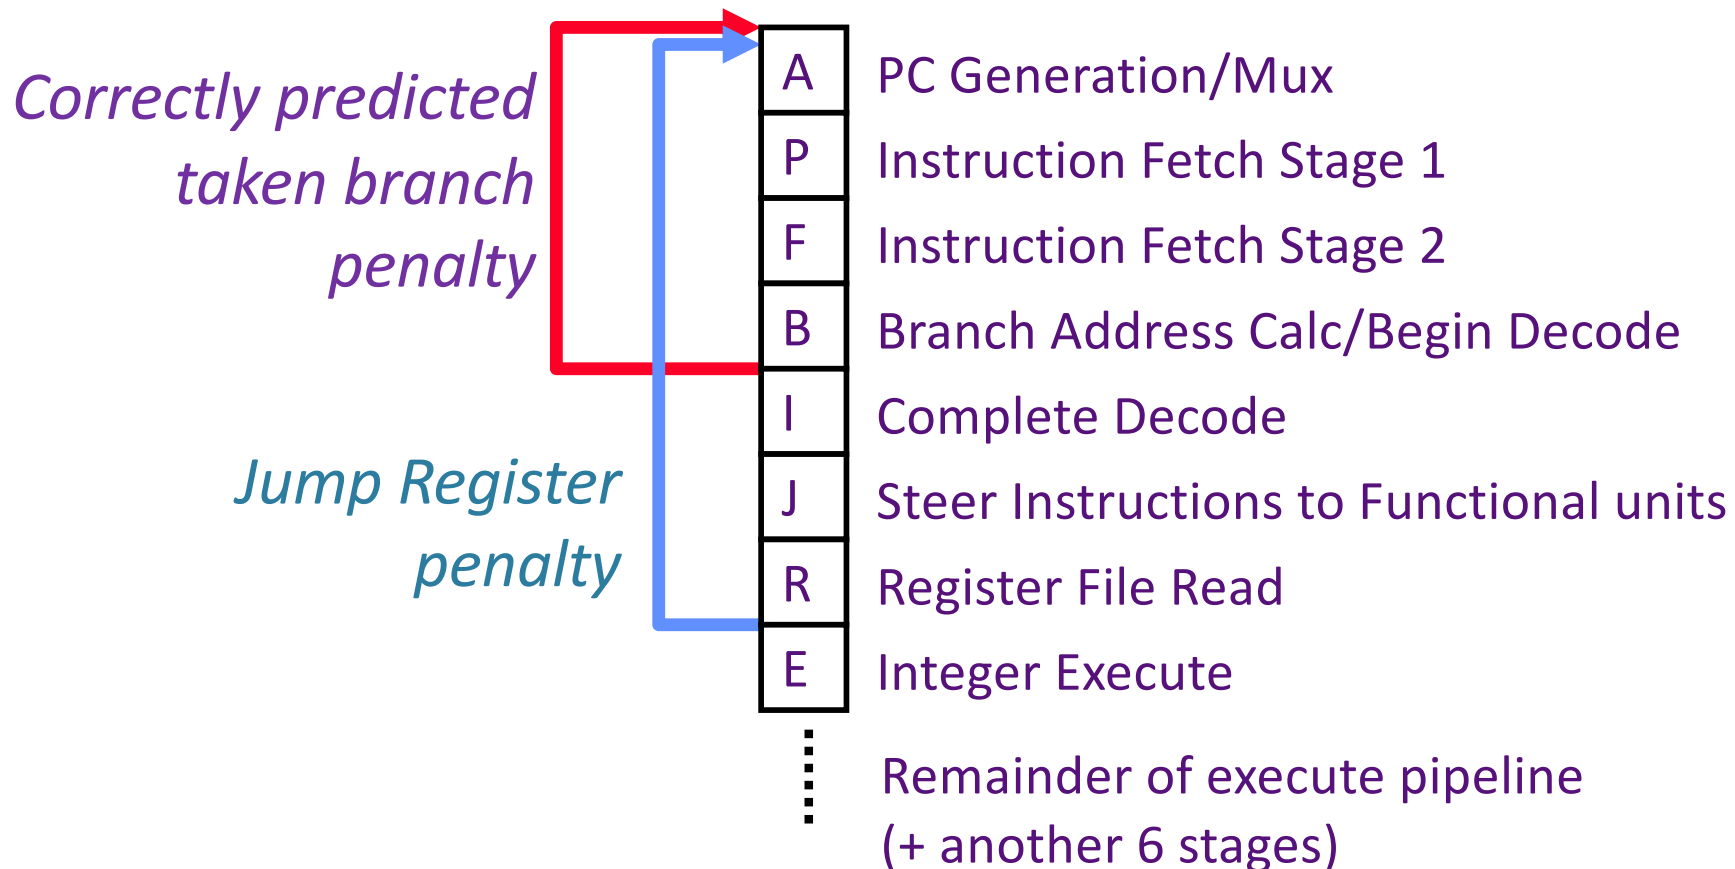 Correctly predicted
taken branch
penalty
Jump Register
penalty
A PC Generation/Mux
P Instruction Fetch Stage 1
F Instruction Fetch Stage 2
B Branch Address Calc/Begin Decode
I Complete Decode
J Steer Instructions to Functional units
R Register File Read
E Integer Execute
Remainder of execute pipeline
(+ another 6 stages)